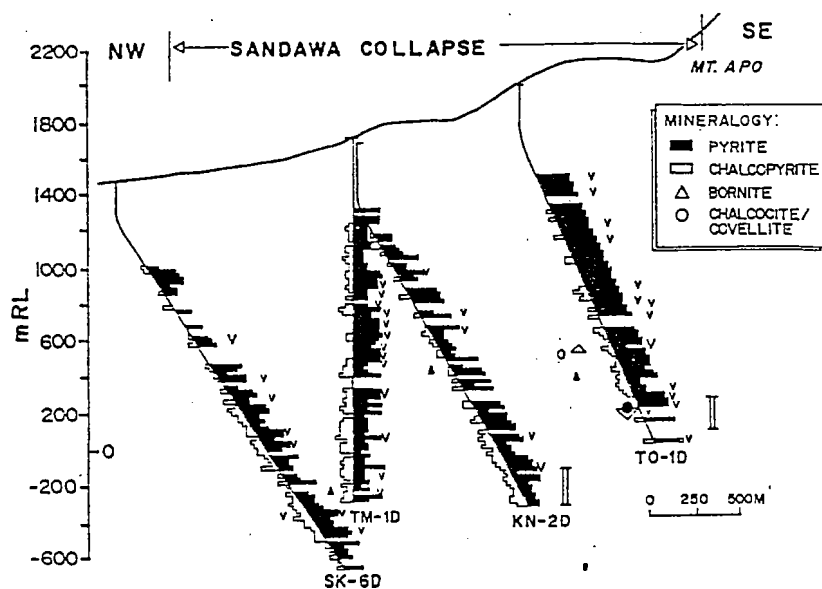 NW
SANDAWA COLLAPSE
SE
MT. APO
MINERALOGY:
PYRITE
CHALCOPYRITE
BORNITE
CHALCOCITE/
COVELLITE
2200
1800
1400
1000
600
200
0
-200
-600
mRL
SK-6D
TM-1D
KN-2D
TO-1D
0 250 500M